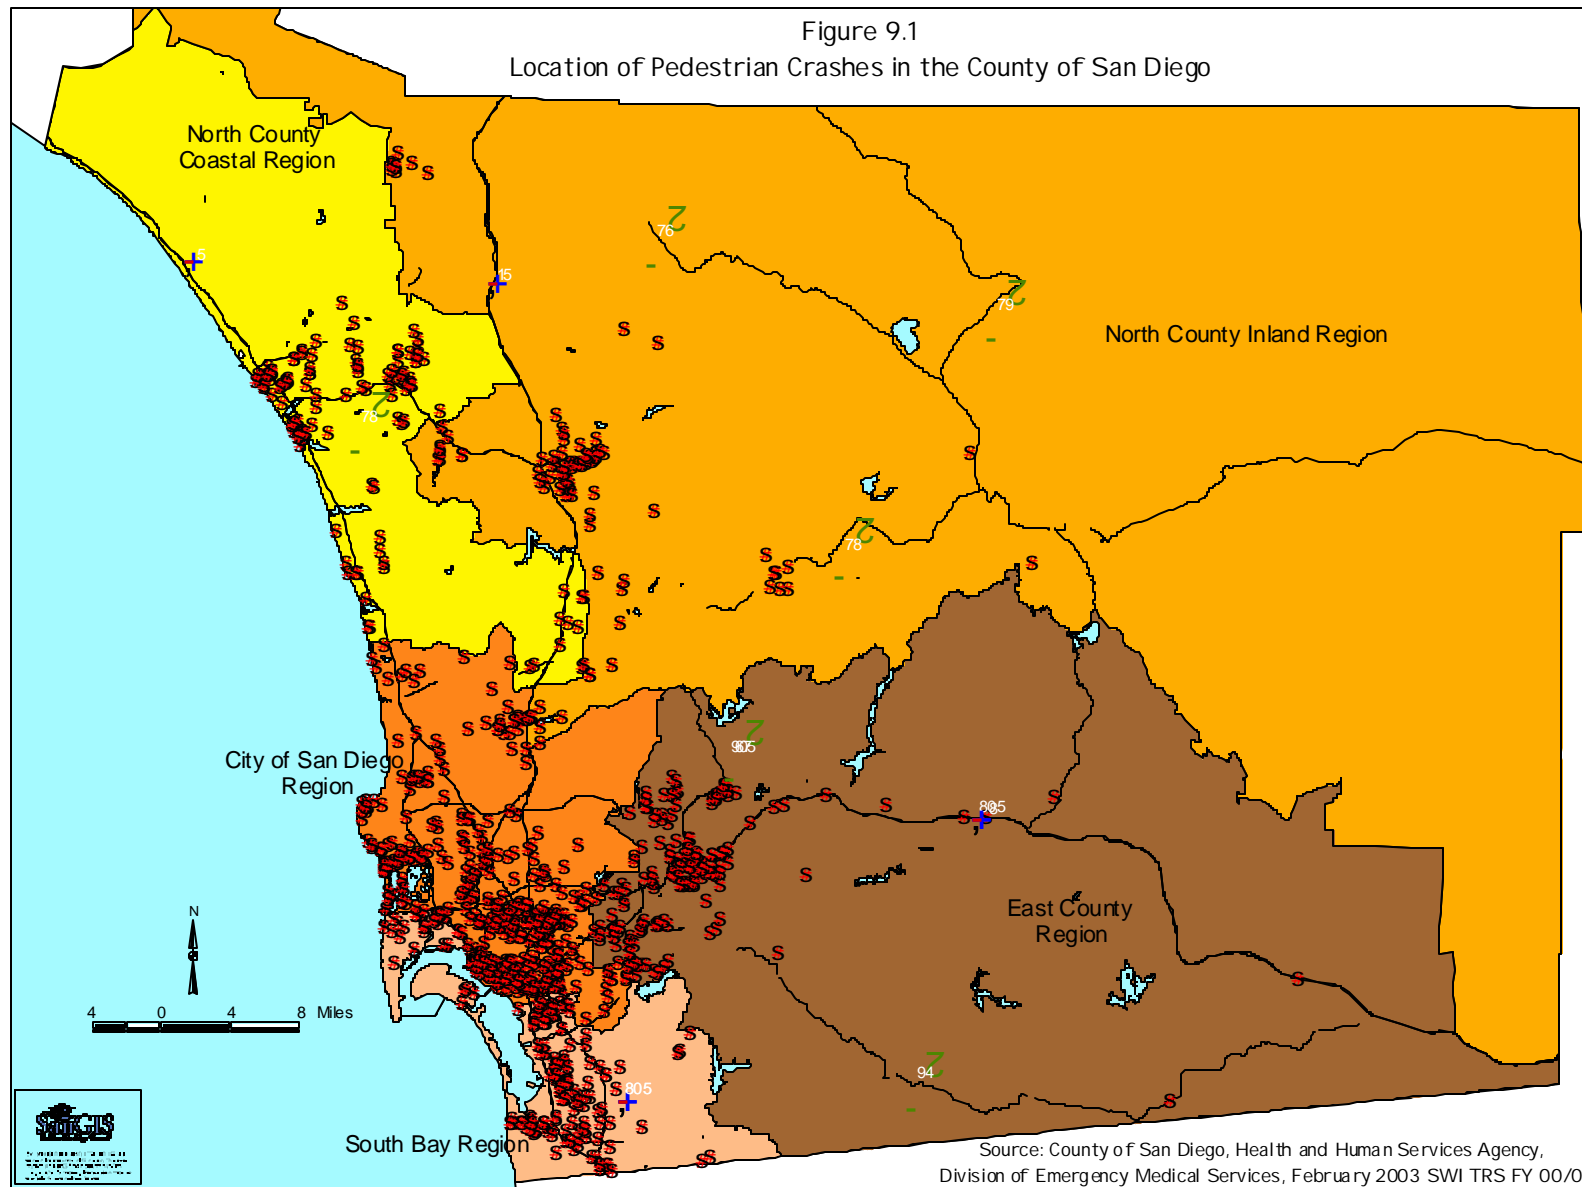 Figure 9.1
Location of Pedestrian Crashes in the County of San Diego
North County
Coastal Region
5
15
76
79
North County Inland Region
78
78
City of San Diego
Region
East County
Region
N
4 0 4 8 Miles
94
805
South Bay Region
SanGIS
Source: County of San Diego, Health and Human Services Agency,
Division of Emergency Medical Services, February 2003 SWITRS FY 00/0